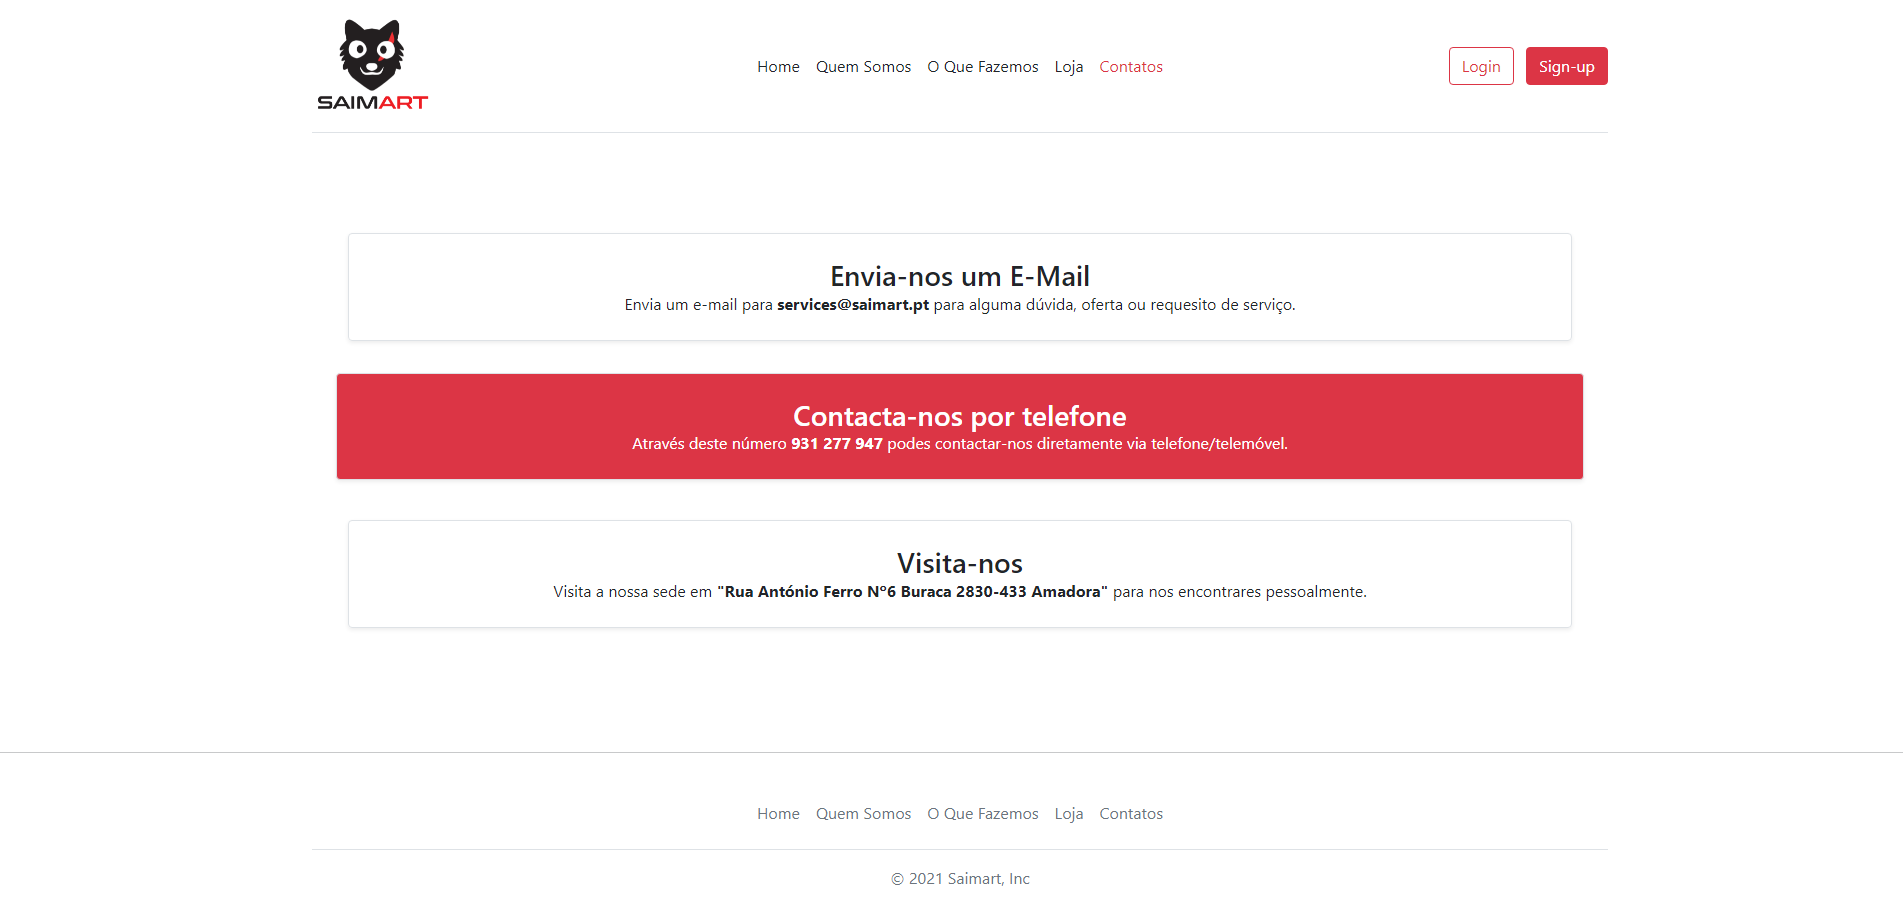 SAIMART
Home Quem Somos O Que Fazemos Loja Contatos
Login Sign-up
Envia-nos um E-Mail
Envia um e-mail para services@saimart.pt para alguma dúvida, oferta ou requesito de serviço.
Contacta-nos por telefone
Através deste número 931 277 947 podes contactar-nos diretamente via telefone/telemóvel.
Visita-nos
Visita a nossa sede em "Rua António Ferro Nº6 Buraca 2830-433 Amadora" para nos encontrares pessoalmente.
Home Quem Somos O Que Fazemos Loja Contatos
© 2021 Saimart, Inc